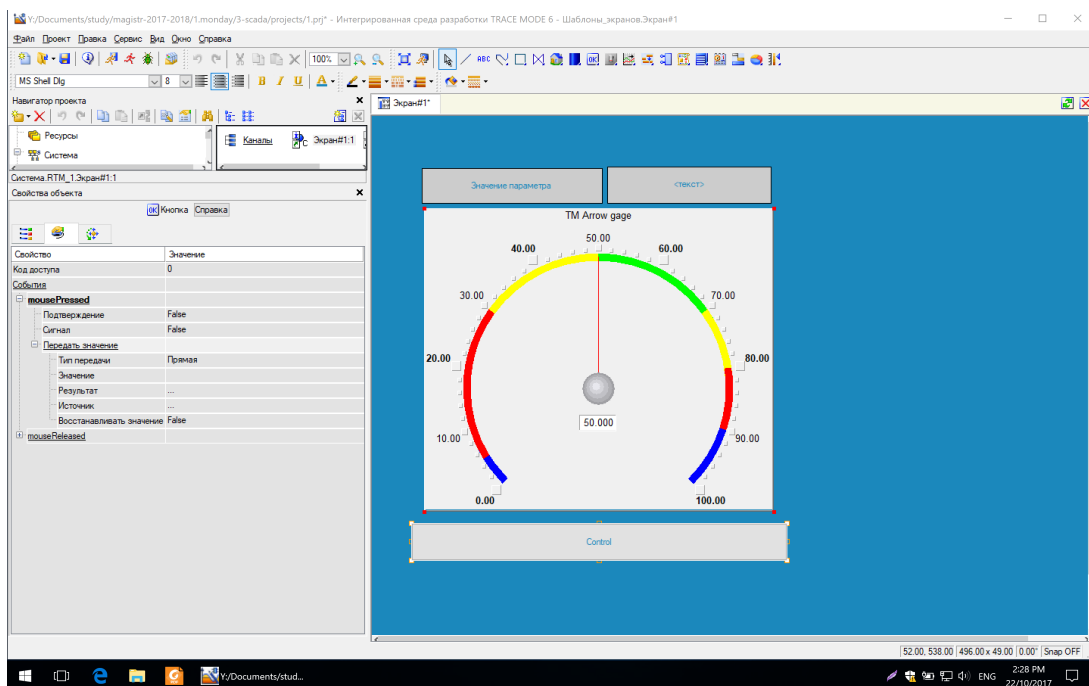 Y:/Documents/study/magistr-2017-2018/1.monday/3-scada/projects/1.prj* - Интегрированная среда разработки TRACE MODE 6 - Шаблоны_экранов.Экран#1
Файл Проект Правка Сервис Вид Окно Справка
100%
ABC
OK
MS Shell Dlg 8 B I U A
Навигатор проекта
Экран#1*
Ресурсы
Система
Каналы
Экран#1:1
Система.RTM_1.Экран#1:1
Свойства объекта
OK Кнопка Справка
Свойство Значение
Код доступа 0
События
mousePressed
Подтверждение False
Сигнал False
Передать значение
Тип передачи Прямая
Значение
Результат ...
Источник ...
Восстанавливать значение False
mouseReleased
Значение параметра
<текст>
TM Arrow gage
50.00
40.00 60.00
30.00 70.00
20.00 80.00
50.000
10.00 90.00
0.00 100.00
Control
52.00, 538.00 496.00 x 49.00 0.00° Snap OFF
Y:/Documents/stud...
ENG
2:28 PM
22/10/2017